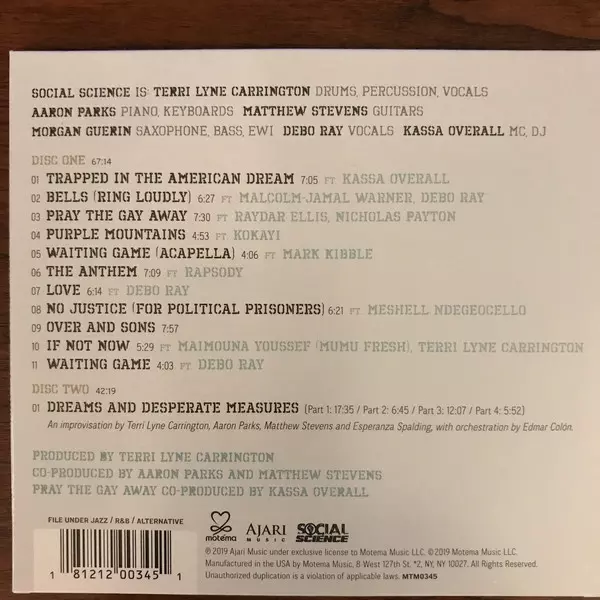 SOCIAL SCIENCE IS: TERRI LYNE CARRINGTON DRUMS, PERCUSSION, VOCALS
AARON PARKS PIANO, KEYBOARDS MATTHEW STEVENS GUITARS
MORGAN GUERIN SAXOPHONE, BASS, EWI DEBO RAY VOCALS KASSA OVERALL MC, DJ
DISC ONE 67:14
01 TRAPPED IN THE AMERICAN DREAM 7:05 FT KASSA OVERALL
02 BELLS (RING LOUDLY) 6:27 FT MALCOLM-JAMAL WARNER, DEBO RAY
03 PRAY THE GAY AWAY 7:30 FT RAYDAR ELLIS, NICHOLAS PAYTON
04 PURPLE MOUNTAINS 4:53 FT KOKAYI
05 WAITING GAME (ACAPELLA) 4:06 FT MARK KIBBLE
06 THE ANTHEM 7:09 FT RAPSODY
07 LOVE 6:14 FT DEBO RAY
08 NO JUSTICE (FOR POLITICAL PRISONERS) 6:21 FT MESHELL NDEGEOCELLO
09 OVER AND SONS 7:57
10 IF NOT NOW 5:29 FT MAIMOUNA YOUSSEF (MUMU FRESH), TERRI LYNE CARRINGTON
11 WAITING GAME 4:03 FT DEBO RAY
DISC TWO 42:19
01 DREAMS AND DESPERATE MEASURES (Part 1: 17:35 / Part 2: 6:45 / Part 3: 12:07 / Part 4: 5:52)
An improvisation by Terri Lyne Carrington, Aaron Parks, Matthew Stevens and Esperanza Spalding, with orchestration by Edmar Colón.
PRODUCED BY TERRI LYNE CARRINGTON
CO-PRODUCED BY AARON PARKS AND MATTHEW STEVENS
PRAY THE GAY AWAY CO-PRODUCED BY KASSA OVERALL
FILE UNDER JAZZ / R&B / ALTERNATIVE
motema AJARI MUSIC SOCIAL SCIENCE
1 81212 00345 1
℗ 2019 Ajari Music under exclusive license to Motema Music LLC. © 2019 Motema Music LLC.
Manufactured in the USA by Motema Music, 8 West 127th St. *2, NY, NY 10027. All Rights Reserved.
Unauthorized duplication is a violation of applicable laws. MTM0345